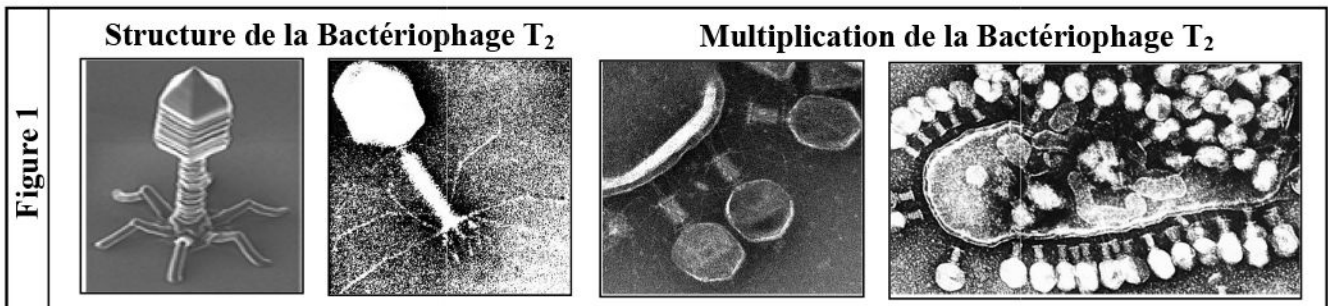 Figure 1
Structure de la Bactériophage T₂
Multiplication de la Bactériophage T₂